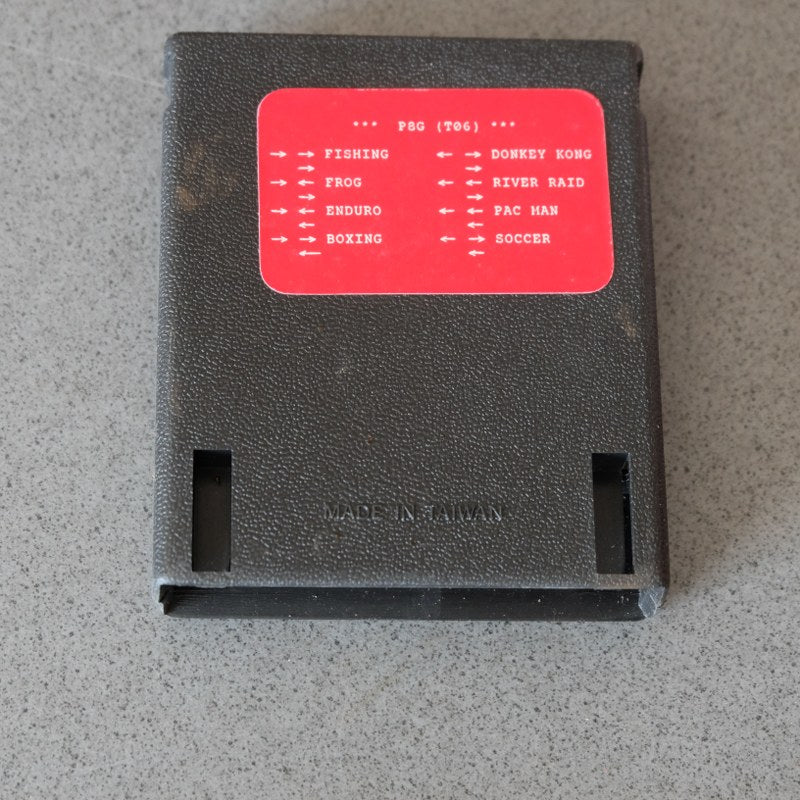 *** P8G (T06) ***
→ → FISHING ← → DONKEY KONG
→ →
→ ← FROG ← ← RIVER RAID
→ →
→ ← ENDURO ← ← PAC MAN
← ←
→ → BOXING ← → SOCCER
← ←
MADE IN TAIWAN